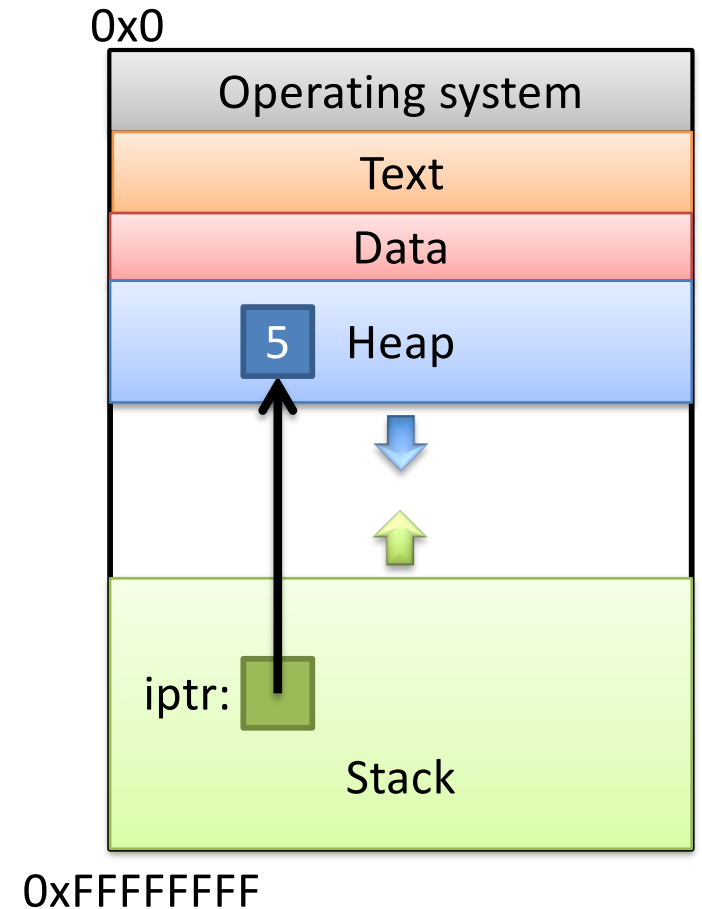 0x0
Operating system
Text
Data
5 Heap
iptr:
Stack
0xFFFFFFFF